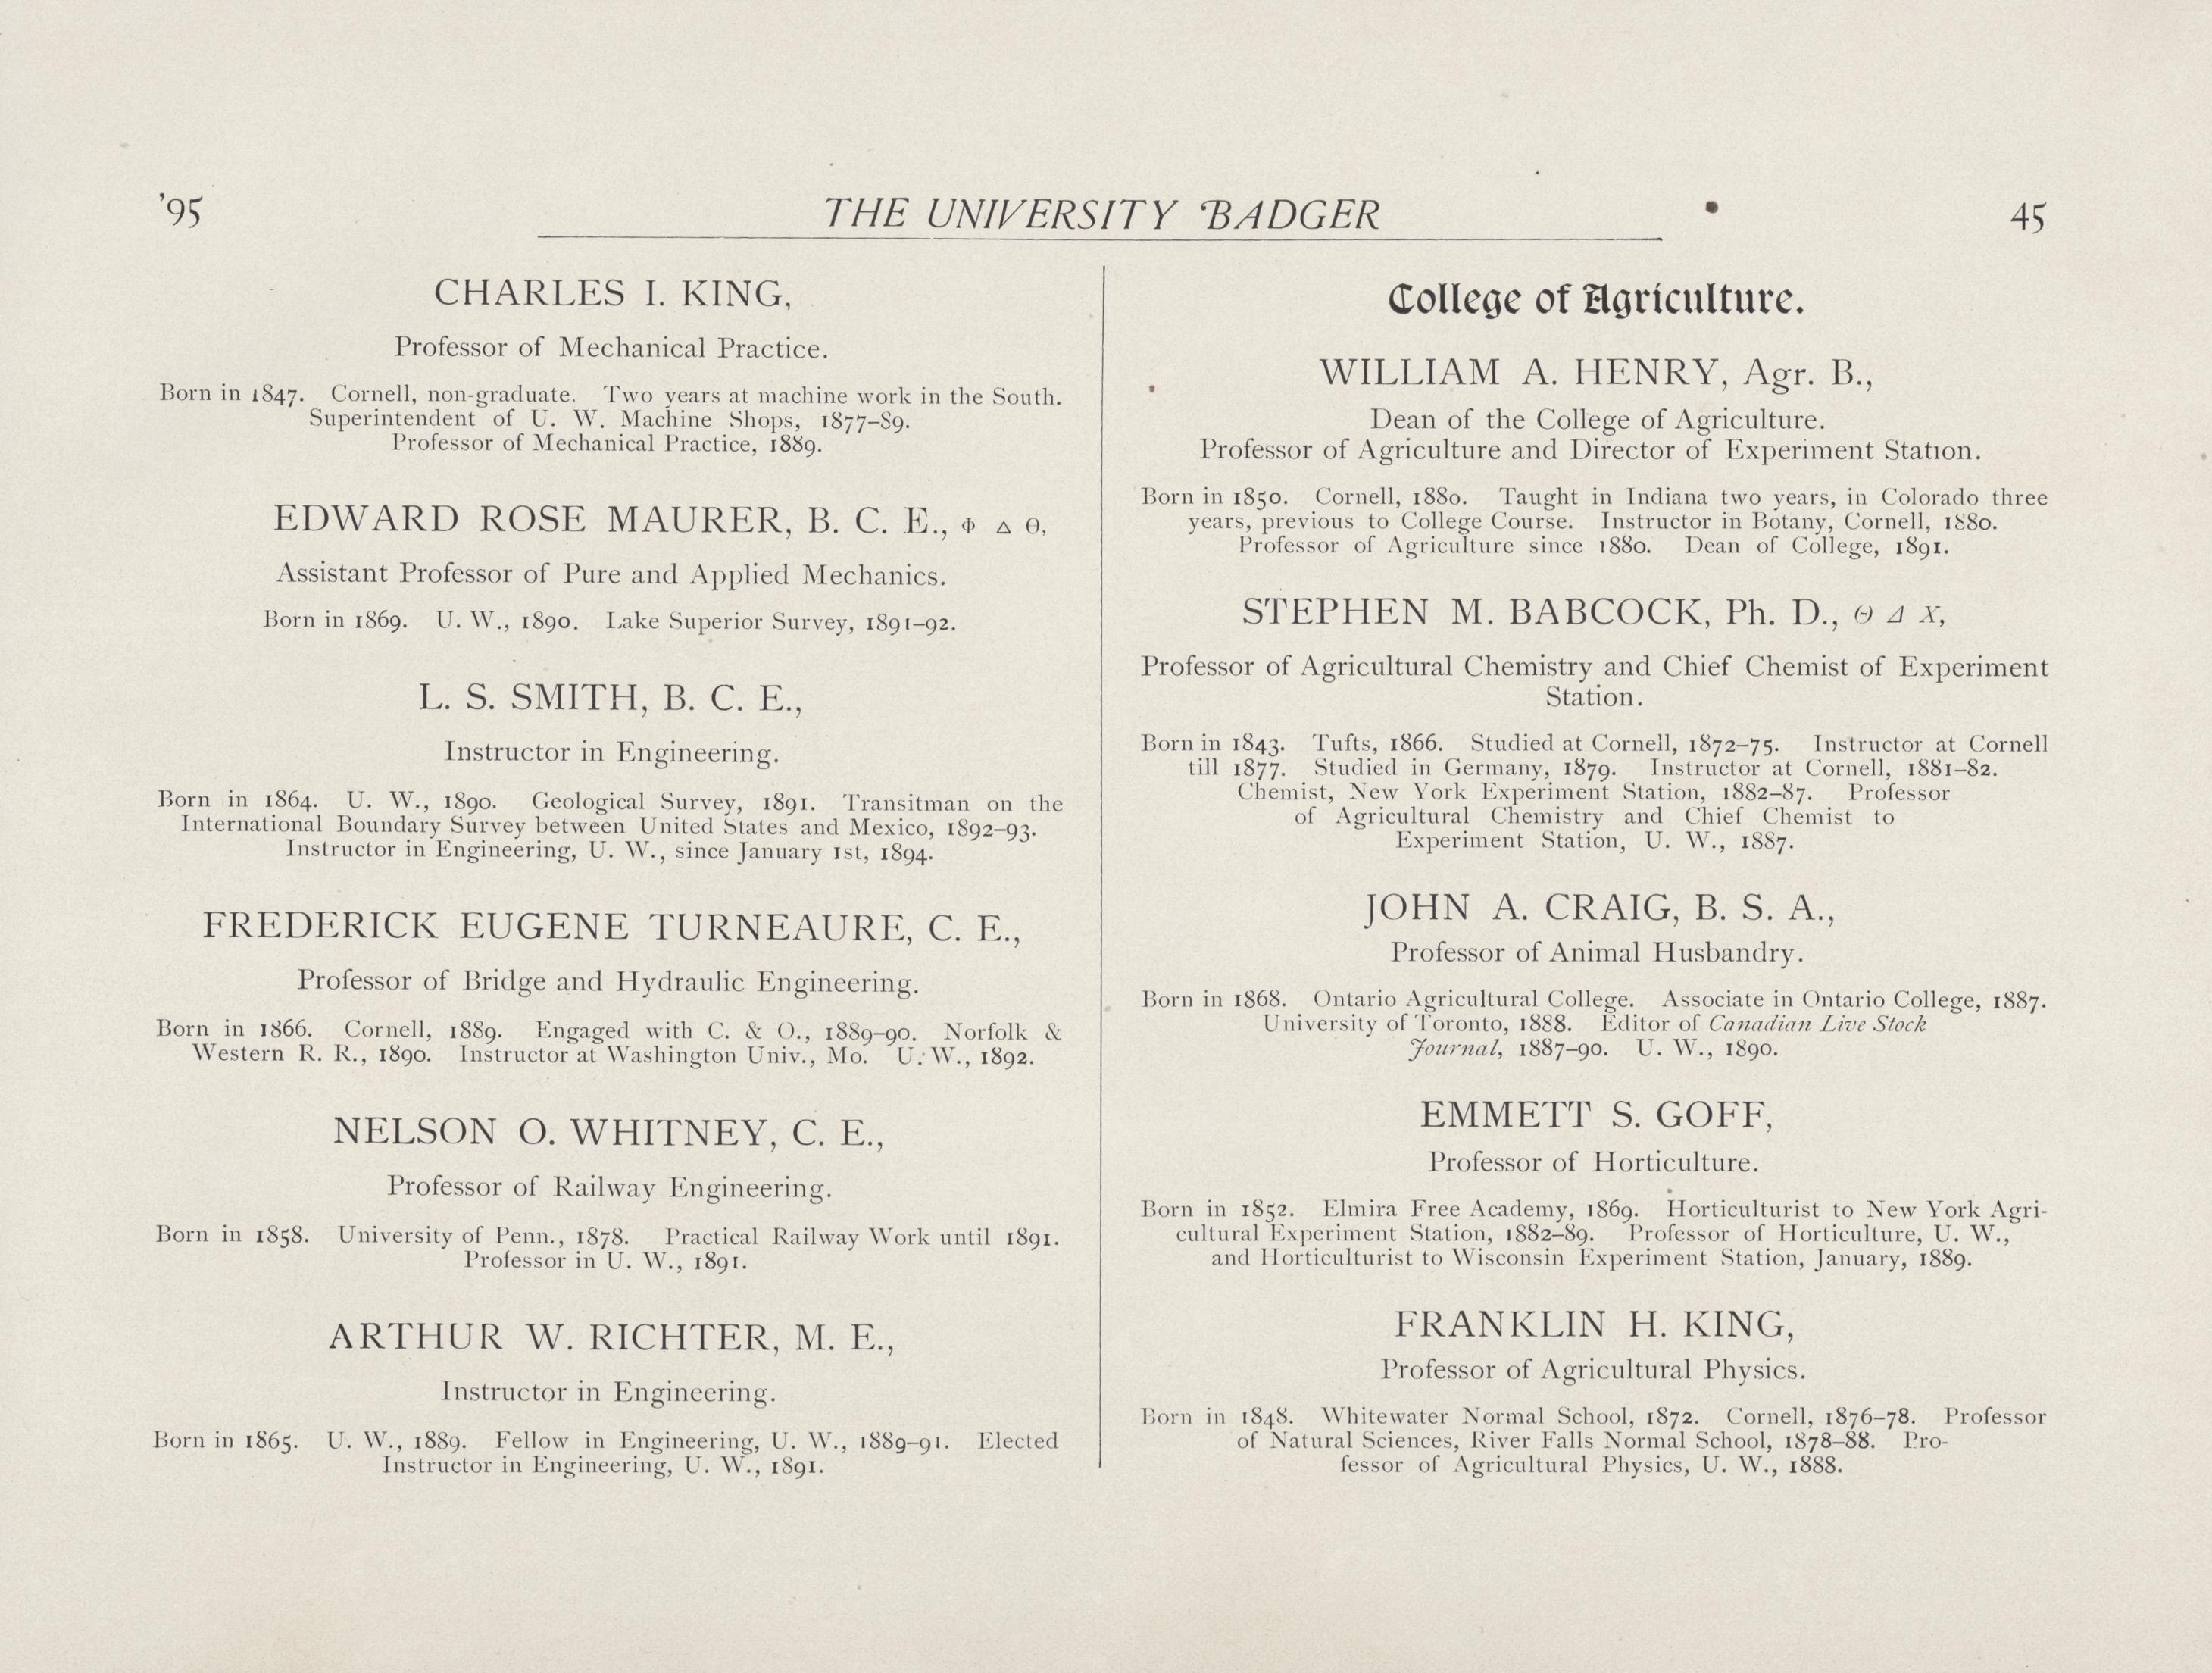 '95
THE UNIVERSITY BADGER
45
CHARLES I. KING,
Professor of Mechanical Practice.
Born in 1847. Cornell, non-graduate. Two years at machine work in the South.
Superintendent of U. W. Machine Shops, 1877–89.
Professor of Mechanical Practice, 1889.
EDWARD ROSE MAURER, B. C. E., Φ Δ Θ,
Assistant Professor of Pure and Applied Mechanics.
Born in 1869. U. W., 1890. Lake Superior Survey, 1891–92.
L. S. SMITH, B. C. E.,
Instructor in Engineering.
Born in 1864. U. W., 1890. Geological Survey, 1891. Transitman on the
International Boundary Survey between United States and Mexico, 1892–93.
Instructor in Engineering, U. W., since January 1st, 1894.
FREDERICK EUGENE TURNEAURE, C. E.,
Professor of Bridge and Hydraulic Engineering.
Born in 1866. Cornell, 1889. Engaged with C. & O., 1889–90. Norfolk &
Western R. R., 1890. Instructor at Washington Univ., Mo. U. W., 1892.
NELSON O. WHITNEY, C. E.,
Professor of Railway Engineering.
Born in 1858. University of Penn., 1878. Practical Railway Work until 1891.
Professor in U. W., 1891.
ARTHUR W. RICHTER, M. E.,
Instructor in Engineering.
Born in 1865. U. W., 1889. Fellow in Engineering, U. W., 1889–91. Elected
Instructor in Engineering, U. W., 1891.
College of Agriculture.
WILLIAM A. HENRY, Agr. B.,
Dean of the College of Agriculture.
Professor of Agriculture and Director of Experiment Station.
Born in 1850. Cornell, 1880. Taught in Indiana two years, in Colorado three
years, previous to College Course. Instructor in Botany, Cornell, 1880.
Professor of Agriculture since 1880. Dean of College, 1891.
STEPHEN M. BABCOCK, Ph. D., Θ Δ X,
Professor of Agricultural Chemistry and Chief Chemist of Experiment
Station.
Born in 1843. Tufts, 1866. Studied at Cornell, 1872–75. Instructor at Cornell
till 1877. Studied in Germany, 1879. Instructor at Cornell, 1881–82.
Chemist, New York Experiment Station, 1882–87. Professor
of Agricultural Chemistry and Chief Chemist to
Experiment Station, U. W., 1887.
JOHN A. CRAIG, B. S. A.,
Professor of Animal Husbandry.
Born in 1868. Ontario Agricultural College. Associate in Ontario College, 1887.
University of Toronto, 1888. Editor of Canadian Live Stock
Journal, 1887–90. U. W., 1890.
EMMETT S. GOFF,
Professor of Horticulture.
Born in 1852. Elmira Free Academy, 1869. Horticulturist to New York Agri-
cultural Experiment Station, 1882–89. Professor of Horticulture, U. W.,
and Horticulturist to Wisconsin Experiment Station, January, 1889.
FRANKLIN H. KING,
Professor of Agricultural Physics.
Born in 1848. Whitewater Normal School, 1872. Cornell, 1876–78. Professor
of Natural Sciences, River Falls Normal School, 1878–88. Pro-
fessor of Agricultural Physics, U. W., 1888.